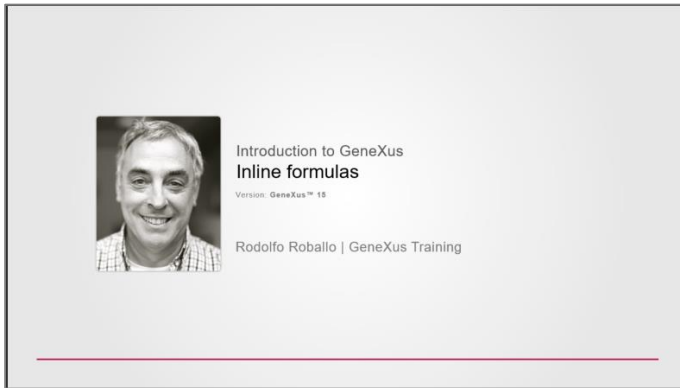 Introduction to GeneXus
Inline formulas
Version: GeneXus™ 15
Rodolfo Roballo | GeneXus Training